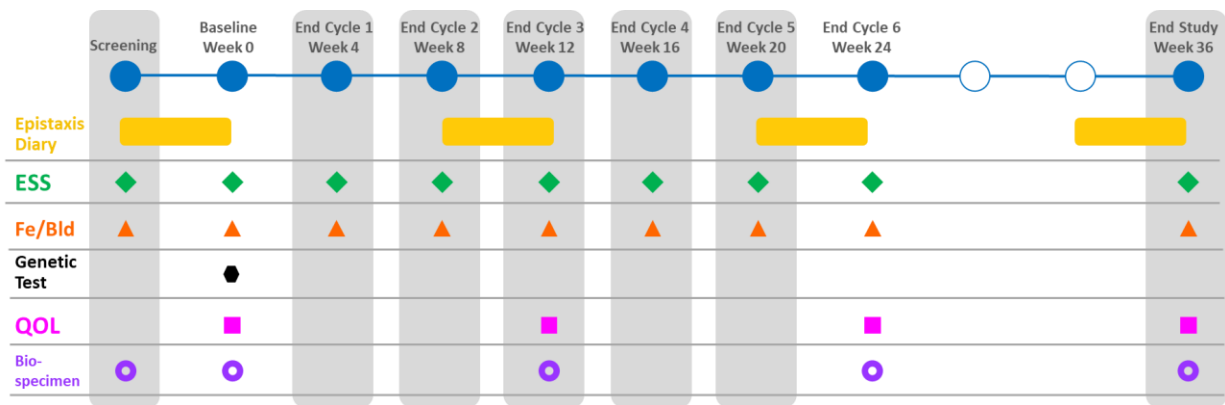 Screening
Baseline
Week 0
End Cycle 1
Week 4
End Cycle 2
Week 8
End Cycle 3
Week 12
End Cycle 4
Week 16
End Cycle 5
Week 20
End Cycle 6
Week 24
End Study
Week 36
Epistaxis
Diary
ESS
Fe/Bld
Genetic
Test
QOL
Bio-
specimen